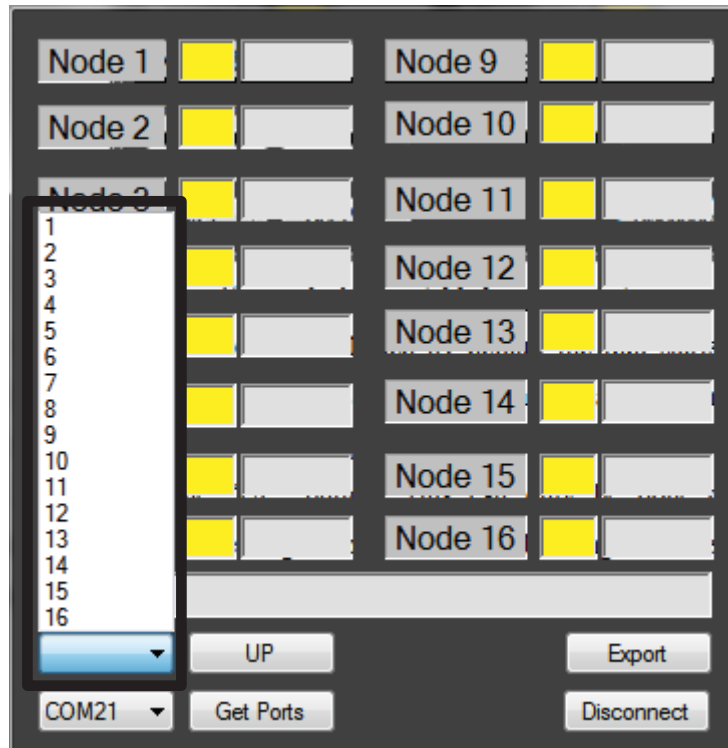 Node 1
Node 9
Node 2
Node 10
Node 3
Node 11
Node 12
Node 13
Node 14
Node 15
Node 16
1
2
3
4
5
6
7
8
9
10
11
12
13
14
15
16
UP
Export
COM21
Get Ports
Disconnect